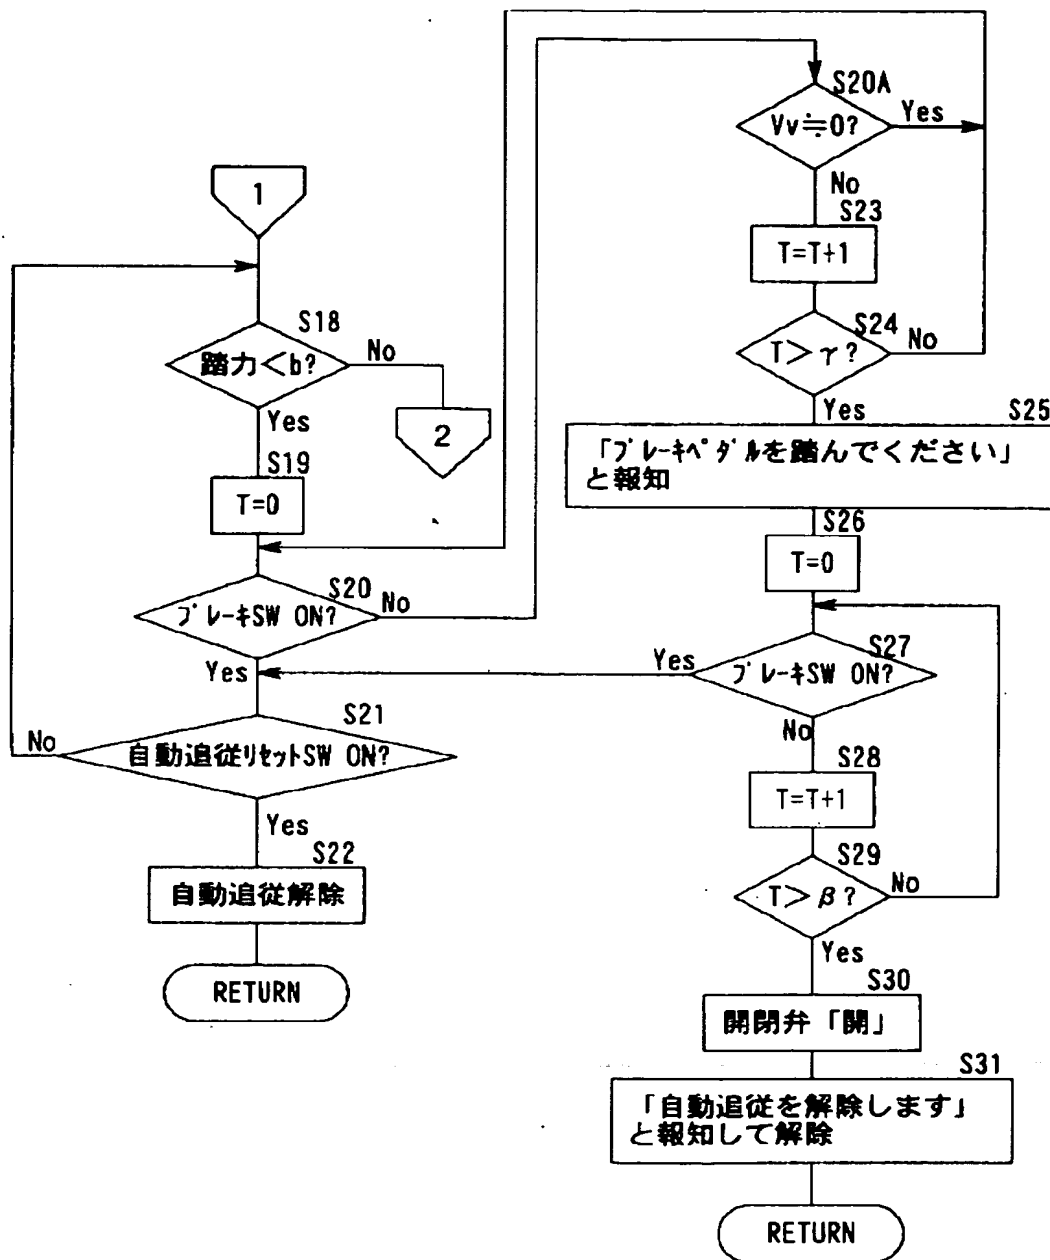 1
S18
踏力＜b?
No
2
Yes
S19
T=0
S20
ﾌﾞﾚｰｷSW ON?
No
Yes
S21
自動追従ﾘｾｯﾄSW ON?
No
Yes
S22
自動追従解除
RETURN
S20A
Vv≒0?
Yes
No
S23
T=T+1
S24
T＞γ?
No
Yes
S25
「ﾌﾞﾚｰｷﾍﾟﾀﾞﾙを踏んでください」
と報知
S26
T=0
S27
ﾌﾞﾚｰｷSW ON?
Yes
No
S28
T=T+1
S29
T＞β?
No
Yes
S30
開閉弁「開」
S31
「自動追従を解除します」
と報知して解除
RETURN